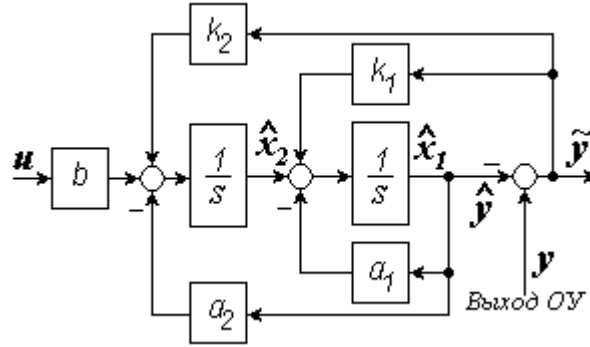 k₂
k₁
u b 1/s x̂₂ 1/s x̂₁ ŷ ỹ
a₁ y
Выход ОУ
a₂